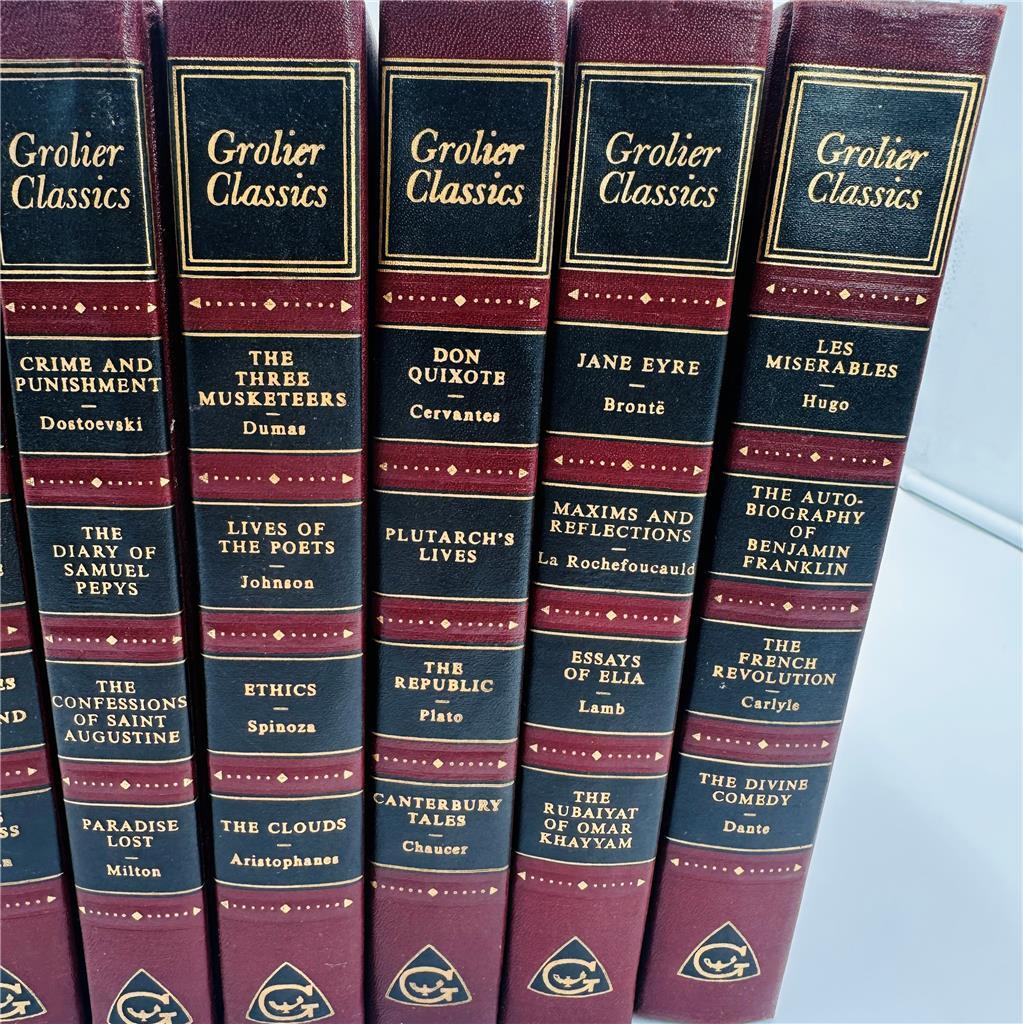 Grolier
Classics
CRIME AND
PUNISHMENT
Dostoevski
THE
DIARY OF
SAMUEL
PEPYS
THE
CONFESSIONS
OF SAINT
AUGUSTINE
PARADISE
LOST
Milton
Grolier
Classics
THE
THREE
MUSKETEERS
Dumas
LIVES OF
THE POETS
Johnson
ETHICS
Spinoza
THE CLOUDS
Aristophanes
Grolier
Classics
DON
QUIXOTE
Cervantes
PLUTARCH'S
LIVES
THE
REPUBLIC
Plato
CANTERBURY
TALES
Chaucer
Grolier
Classics
JANE EYRE
Brontë
MAXIMS AND
REFLECTIONS
La Rochefoucauld
ESSAYS
OF ELIA
Lamb
THE
RUBAIYAT
OF OMAR
KHAYYAM
Grolier
Classics
LES
MISERABLES
Hugo
THE AUTO-
BIOGRAPHY
OF
BENJAMIN
FRANKLIN
THE
FRENCH
REVOLUTION
Carlyle
THE DIVINE
COMEDY
Dante